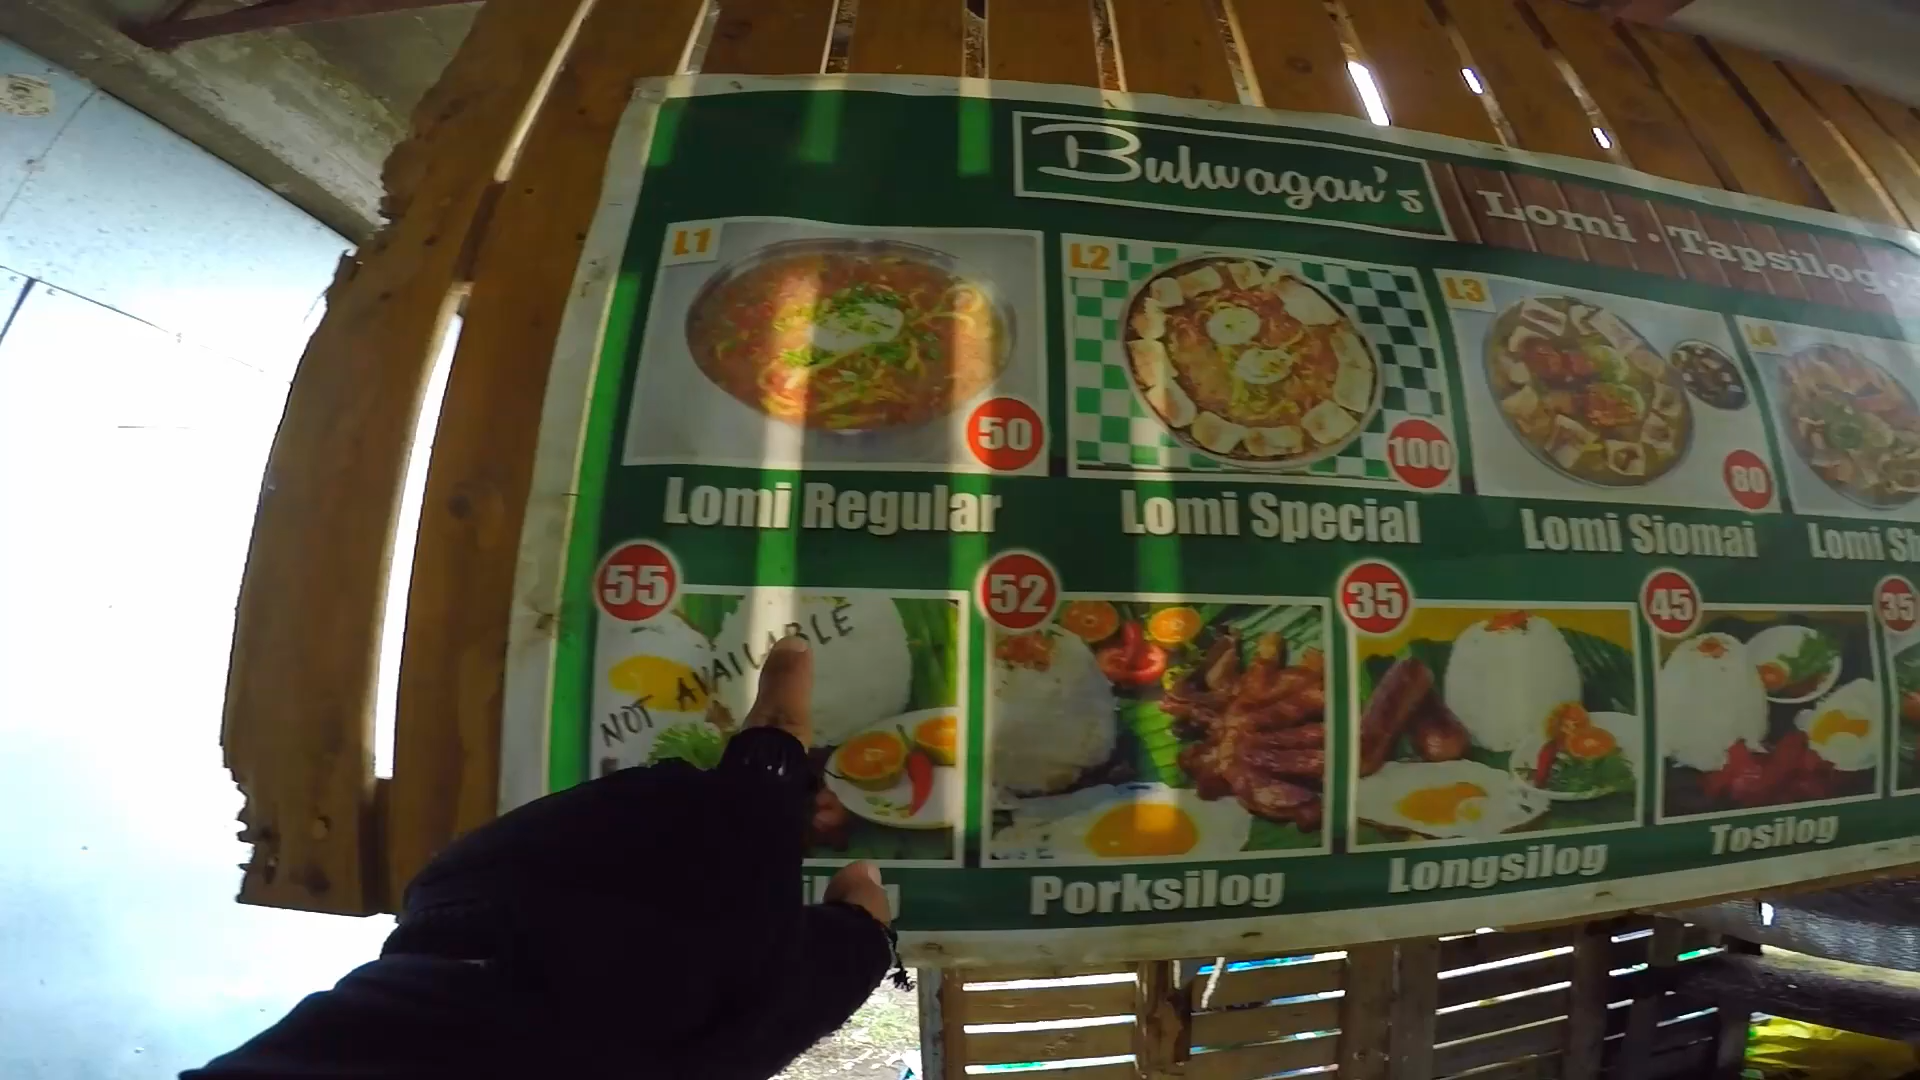 Bulwagan's
Lomi · Tapsilog ·
L1
L2
L3
L4
50
100
80
Lomi Regular
Lomi Special
Lomi Siomai
Lomi
55
52
35
45
35
NOT AVAILABLE
Porksilog
Longsilog
Tosilog